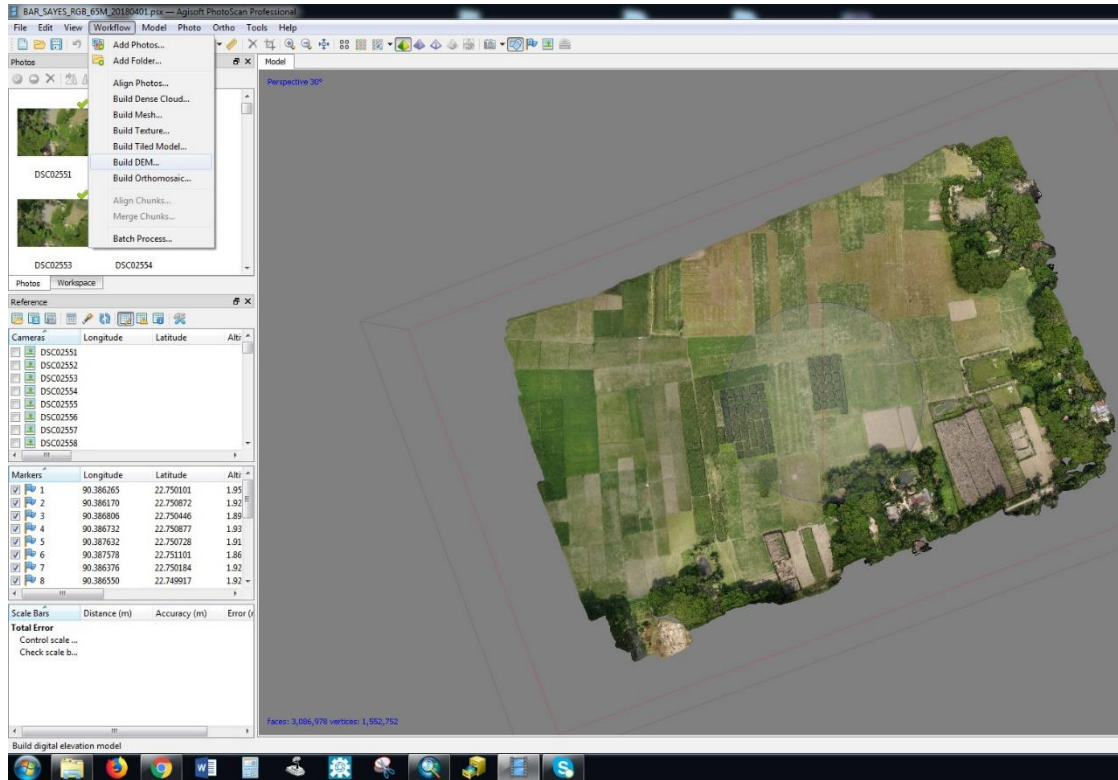 BAR_SAYES_RGB_65M_20180401.psx — Agisoft PhotoScan Professional
File Edit View Workflow Model Photo Ortho Tools Help
Photos
Add Photos...
Add Folder...
Align Photos...
Build Dense Cloud...
Build Mesh...
Build Texture...
Build Tiled Model...
Build DEM...
Build Orthomosaic...
Align Chunks...
Merge Chunks...
Batch Process...
DSC02551
DSC02553 DSC02554
Photos Workspace
Reference
Cameras Longitude Latitude Alti
DSC02551
DSC02552
DSC02553
DSC02554
DSC02555
DSC02556
DSC02557
DSC02558
Markers Longitude Latitude Alti
1 90.386265 22.750101 1.95
2 90.386170 22.750872 1.92
3 90.386806 22.750446 1.89
4 90.386732 22.750877 1.93
5 90.387632 22.750728 1.91
6 90.387578 22.751101 1.86
7 90.386376 22.750184 1.92
8 90.386550 22.749917 1.92
Scale Bars Distance (m) Accuracy (m) Error (r
Total Error
Control scale ...
Check scale b...
Build digital elevation model
Model
Perspective 30°
faces: 3,086,978 vertices: 1,552,752